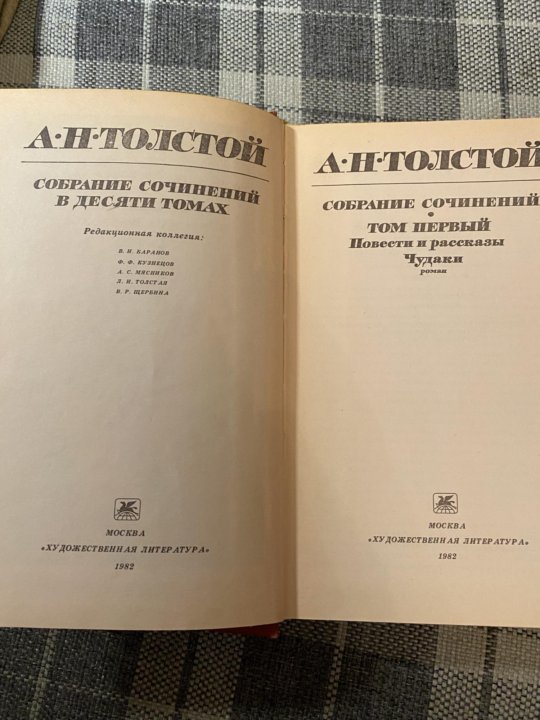 А·Н·ТОЛСТОЙ
СОБРАНИЕ СОЧИНЕНИЙ
В ДЕСЯТИ ТОМАХ
Редакционная коллегия:
В. И. БАРАНОВ
Ф. Ф. КУЗНЕЦОВ
А. С. МЯСНИКОВ
Л. И. ТОЛСТАЯ
В. Р. ЩЕРБИНА
МОСКВА
«ХУДОЖЕСТВЕННАЯ ЛИТЕРАТУРА»
1982
А·Н·ТОЛСТОЙ
СОБРАНИЕ СОЧИНЕНИЙ
ТОМ ПЕРВЫЙ
Повести и рассказы
Чудаки
роман
МОСКВА
«ХУДОЖЕСТВЕННАЯ ЛИТЕРАТУРА»
1982